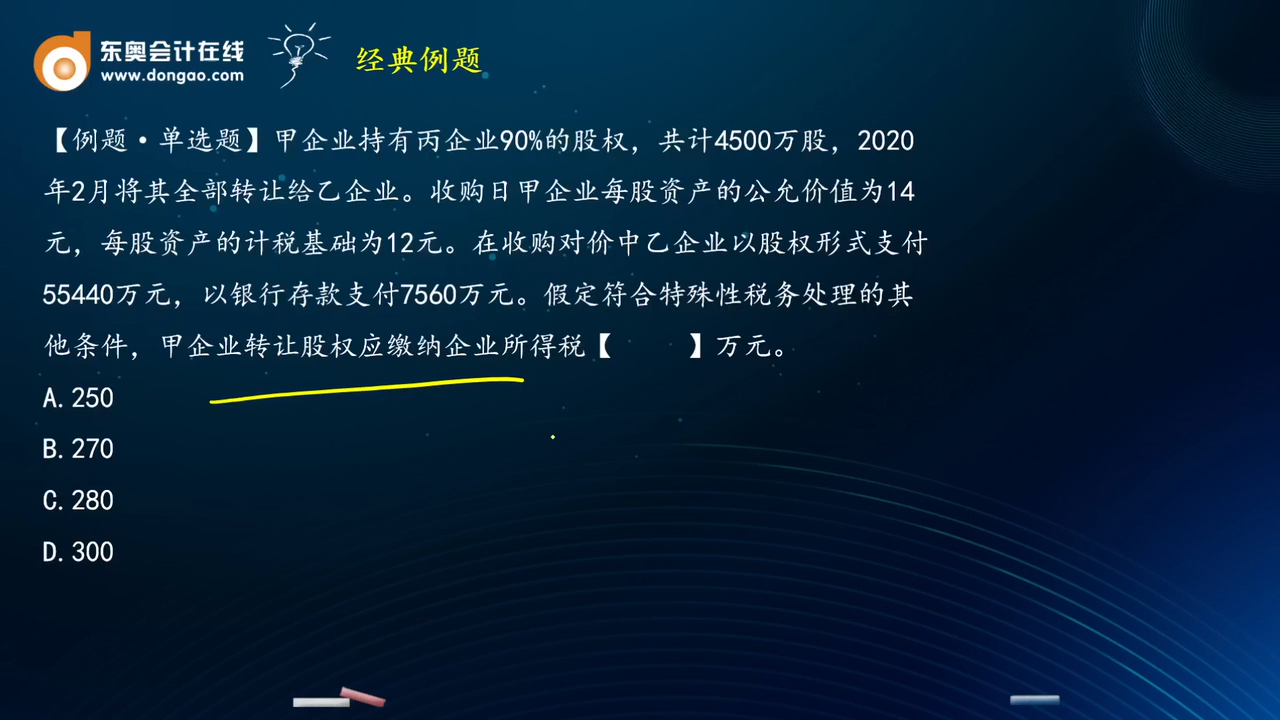 东奥会计在线
www.dongao.com
经典例题
【例题·单选题】甲企业持有丙企业90%的股权，共计4500万股，2020
年2月将其全部转让给乙企业。收购日甲企业每股资产的公允价值为14
元，每股资产的计税基础为12元。在收购对价中乙企业以股权形式支付
55440万元，以银行存款支付7560万元。假定符合特殊性税务处理的其
他条件，甲企业转让股权应缴纳企业所得税【　　】万元。
A.250
B.270
C.280
D.300